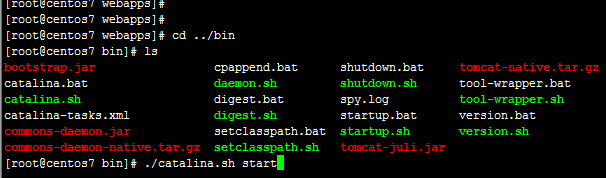 [root@centos7 webapps]#
[root@centos7 webapps]#
[root@centos7 webapps]# cd ../bin
[root@centos7 bin]# ls
bootstrap.jar cpappend.bat shutdown.bat tomcat-native.tar.gz
catalina.bat daemon.sh shutdown.sh tool-wrapper.bat
catalina.sh digest.bat spy.log tool-wrapper.sh
catalina-tasks.xml digest.sh startup.bat version.bat
commons-daemon.jar setclasspath.bat startup.sh version.sh
commons-daemon-native.tar.gz setclasspath.sh tomcat-juli.jar
[root@centos7 bin]# ./catalina.sh start